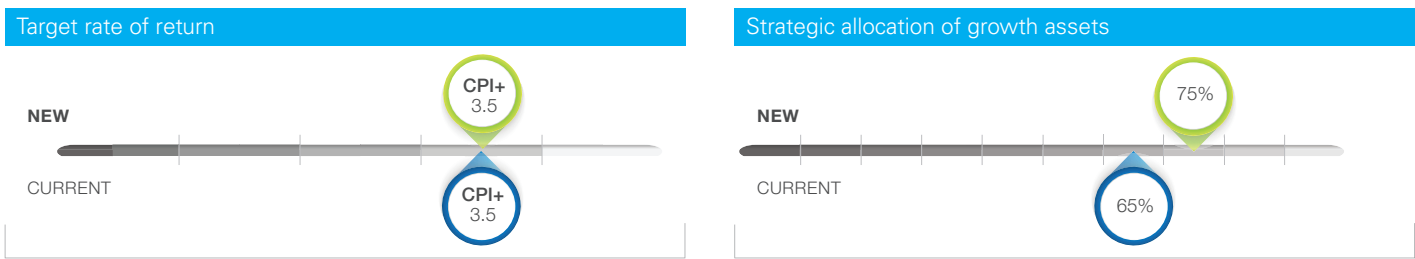 Target rate of return
CPI+
3.5
NEW
CURRENT
CPI+
3.5
Strategic allocation of growth assets
75%
NEW
CURRENT
65%